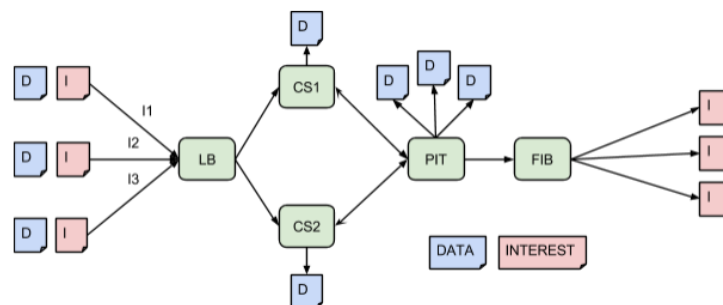 D
D
D
D
D I
I1
I
CS1
I2
D I
LB
PIT
FIB
I
I3
D I
CS2
I
DATA
INTEREST
D